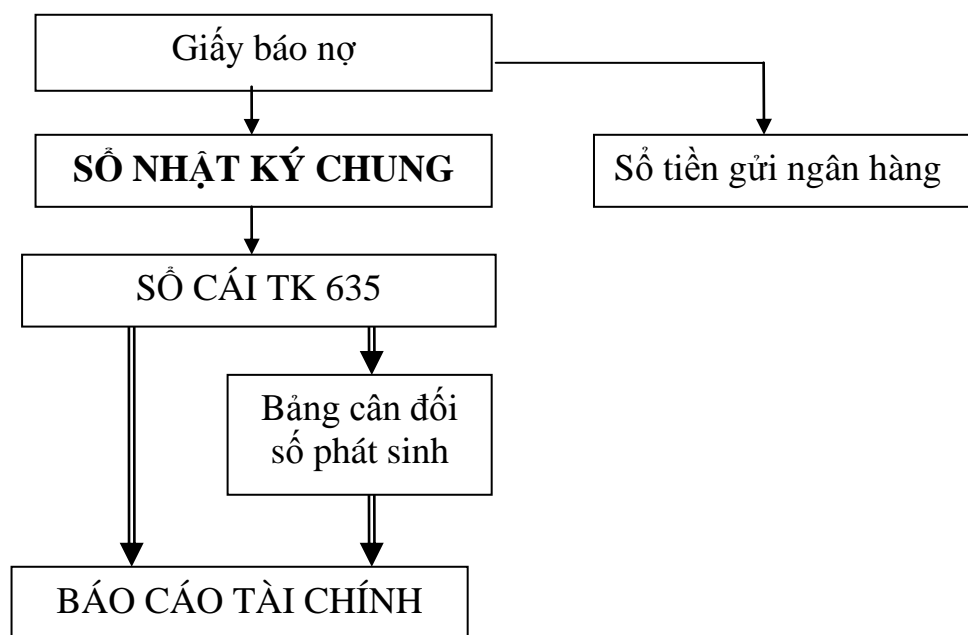 Giấy báo nợ
SỔ NHẬT KÝ CHUNG
Sổ tiền gửi ngân hàng
SỔ CÁI TK 635
Bảng cân đối
số phát sinh
BÁO CÁO TÀI CHÍNH